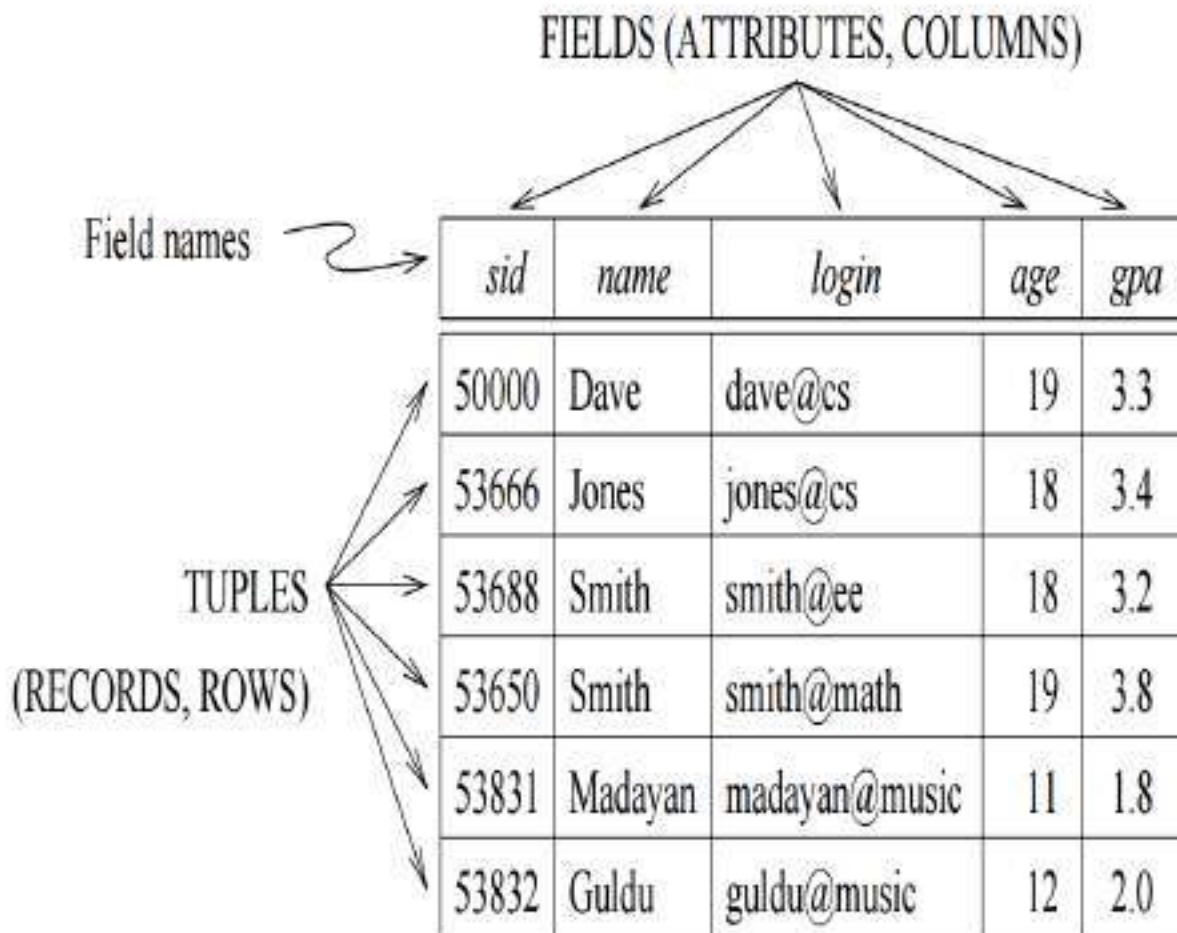 FIELDS (ATTRIBUTES, COLUMNS)
Field names
sid name login age gpa
50000 Dave dave@cs 19 3.3
53666 Jones jones@cs 18 3.4
TUPLES
53688 Smith smith@ee 18 3.2
(RECORDS, ROWS)
53650 Smith smith@math 19 3.8
53831 Madayan madayan@music 11 1.8
53832 Guldu guldu@music 12 2.0